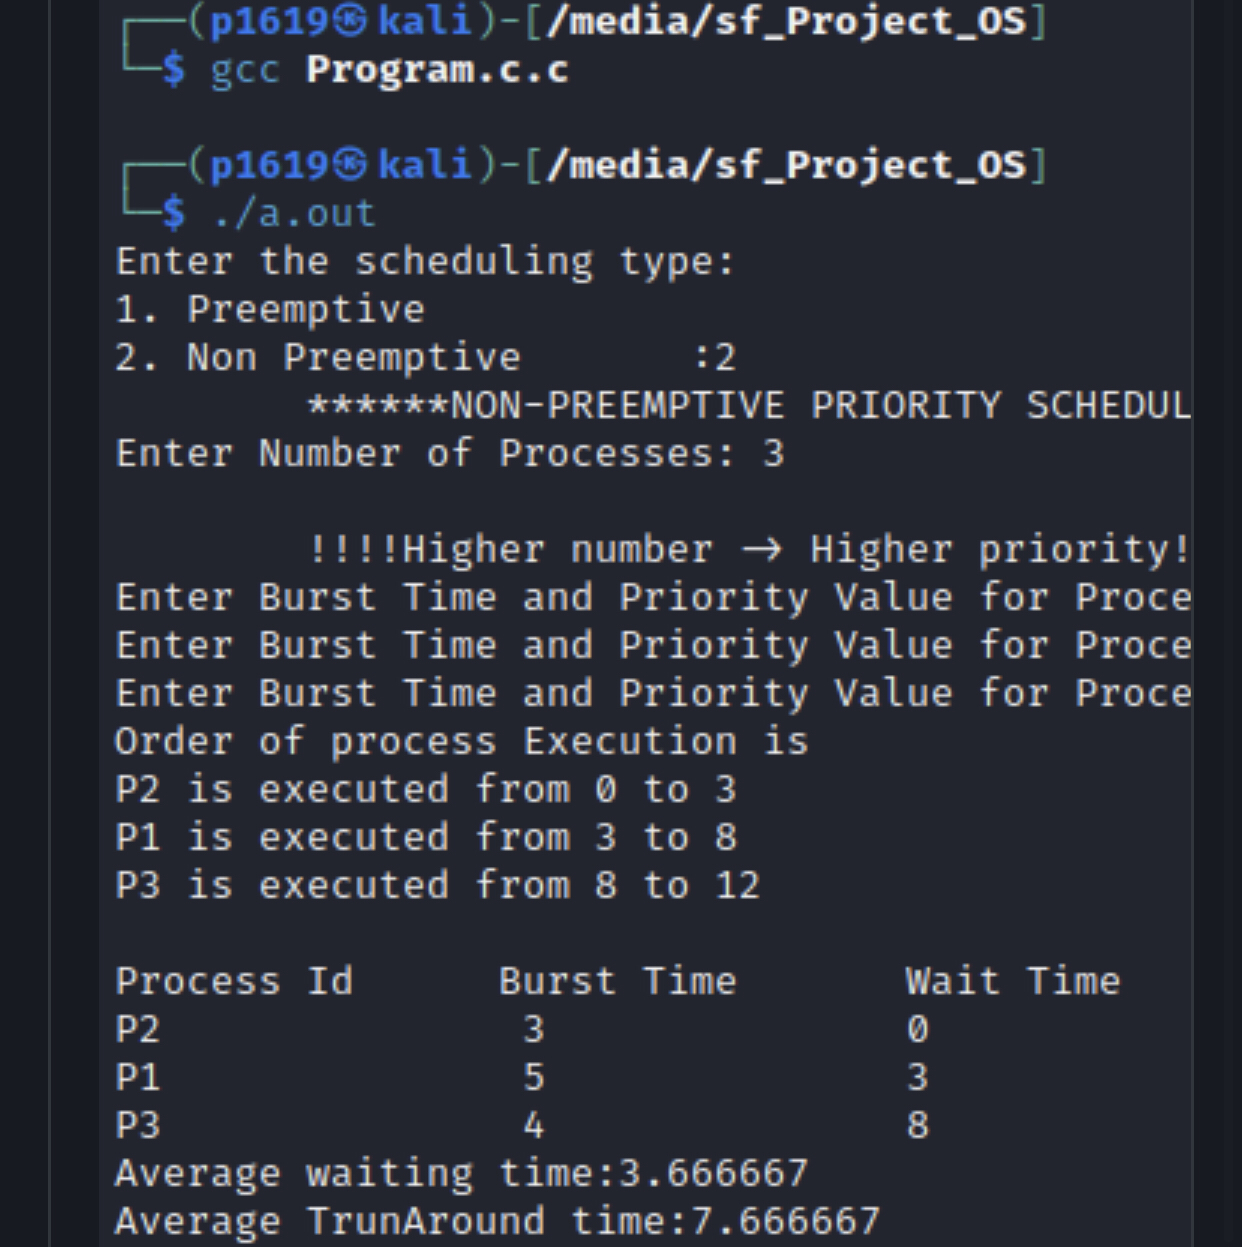 ┌──(p1619㉿kali)-[/media/sf_Project_OS]
└─$ gcc Program.c.c
┌──(p1619㉿kali)-[/media/sf_Project_OS]
└─$ ./a.out
Enter the scheduling type:
1. Preemptive
2. Non Preemptive :2
******NON-PREEMPTIVE PRIORITY SCHEDUL
Enter Number of Processes: 3
!!!!Higher number → Higher priority!
Enter Burst Time and Priority Value for Proce
Enter Burst Time and Priority Value for Proce
Enter Burst Time and Priority Value for Proce
Order of process Execution is
P2 is executed from 0 to 3
P1 is executed from 3 to 8
P3 is executed from 8 to 12
Process Id Burst Time Wait Time
P2 3 0
P1 5 3
P3 4 8
Average waiting time:3.666667
Average TrunAround time:7.666667